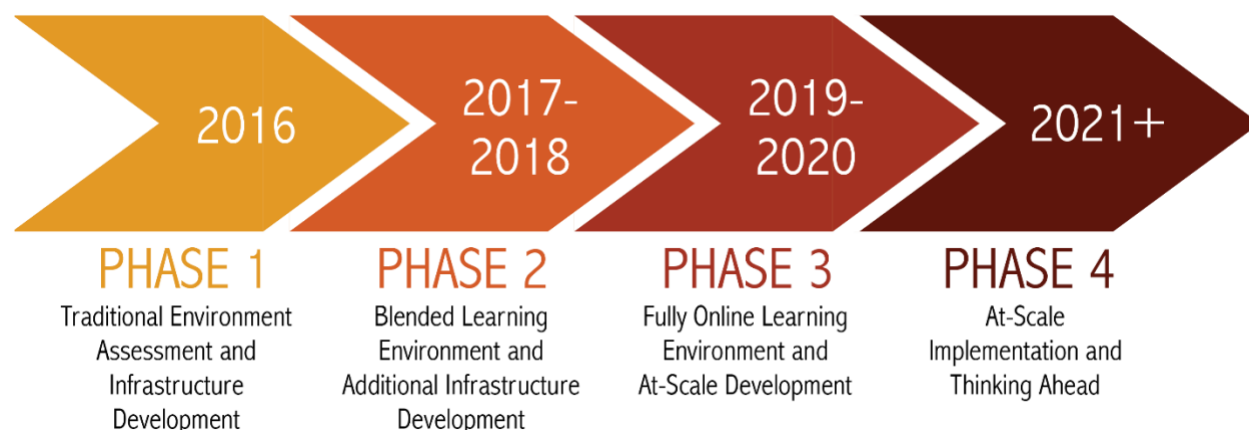 2016
2017-
2018
2019-
2020
2021+
PHASE 1
Traditional Environment
Assessment and
Infrastructure
Development
PHASE 2
Blended Learning
Environment and
Additional Infrastructure
Development
PHASE 3
Fully Online Learning
Environment and
At-Scale Development
PHASE 4
At-Scale
Implementation and
Thinking Ahead